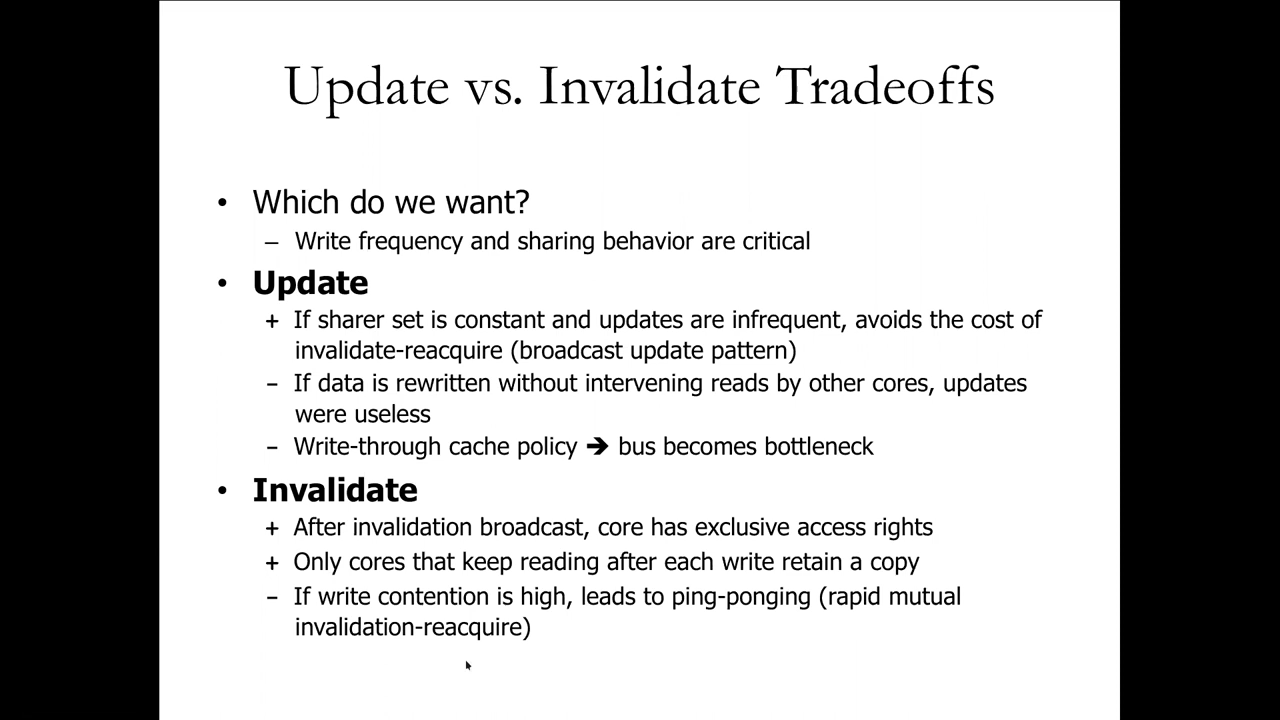 Update vs. Invalidate Tradeoffs
• Which do we want?
– Write frequency and sharing behavior are critical
• Update
+ If sharer set is constant and updates are infrequent, avoids the cost of
invalidate-reacquire (broadcast update pattern)
– If data is rewritten without intervening reads by other cores, updates
were useless
– Write-through cache policy ➔ bus becomes bottleneck
• Invalidate
+ After invalidation broadcast, core has exclusive access rights
+ Only cores that keep reading after each write retain a copy
– If write contention is high, leads to ping-ponging (rapid mutual
invalidation-reacquire)